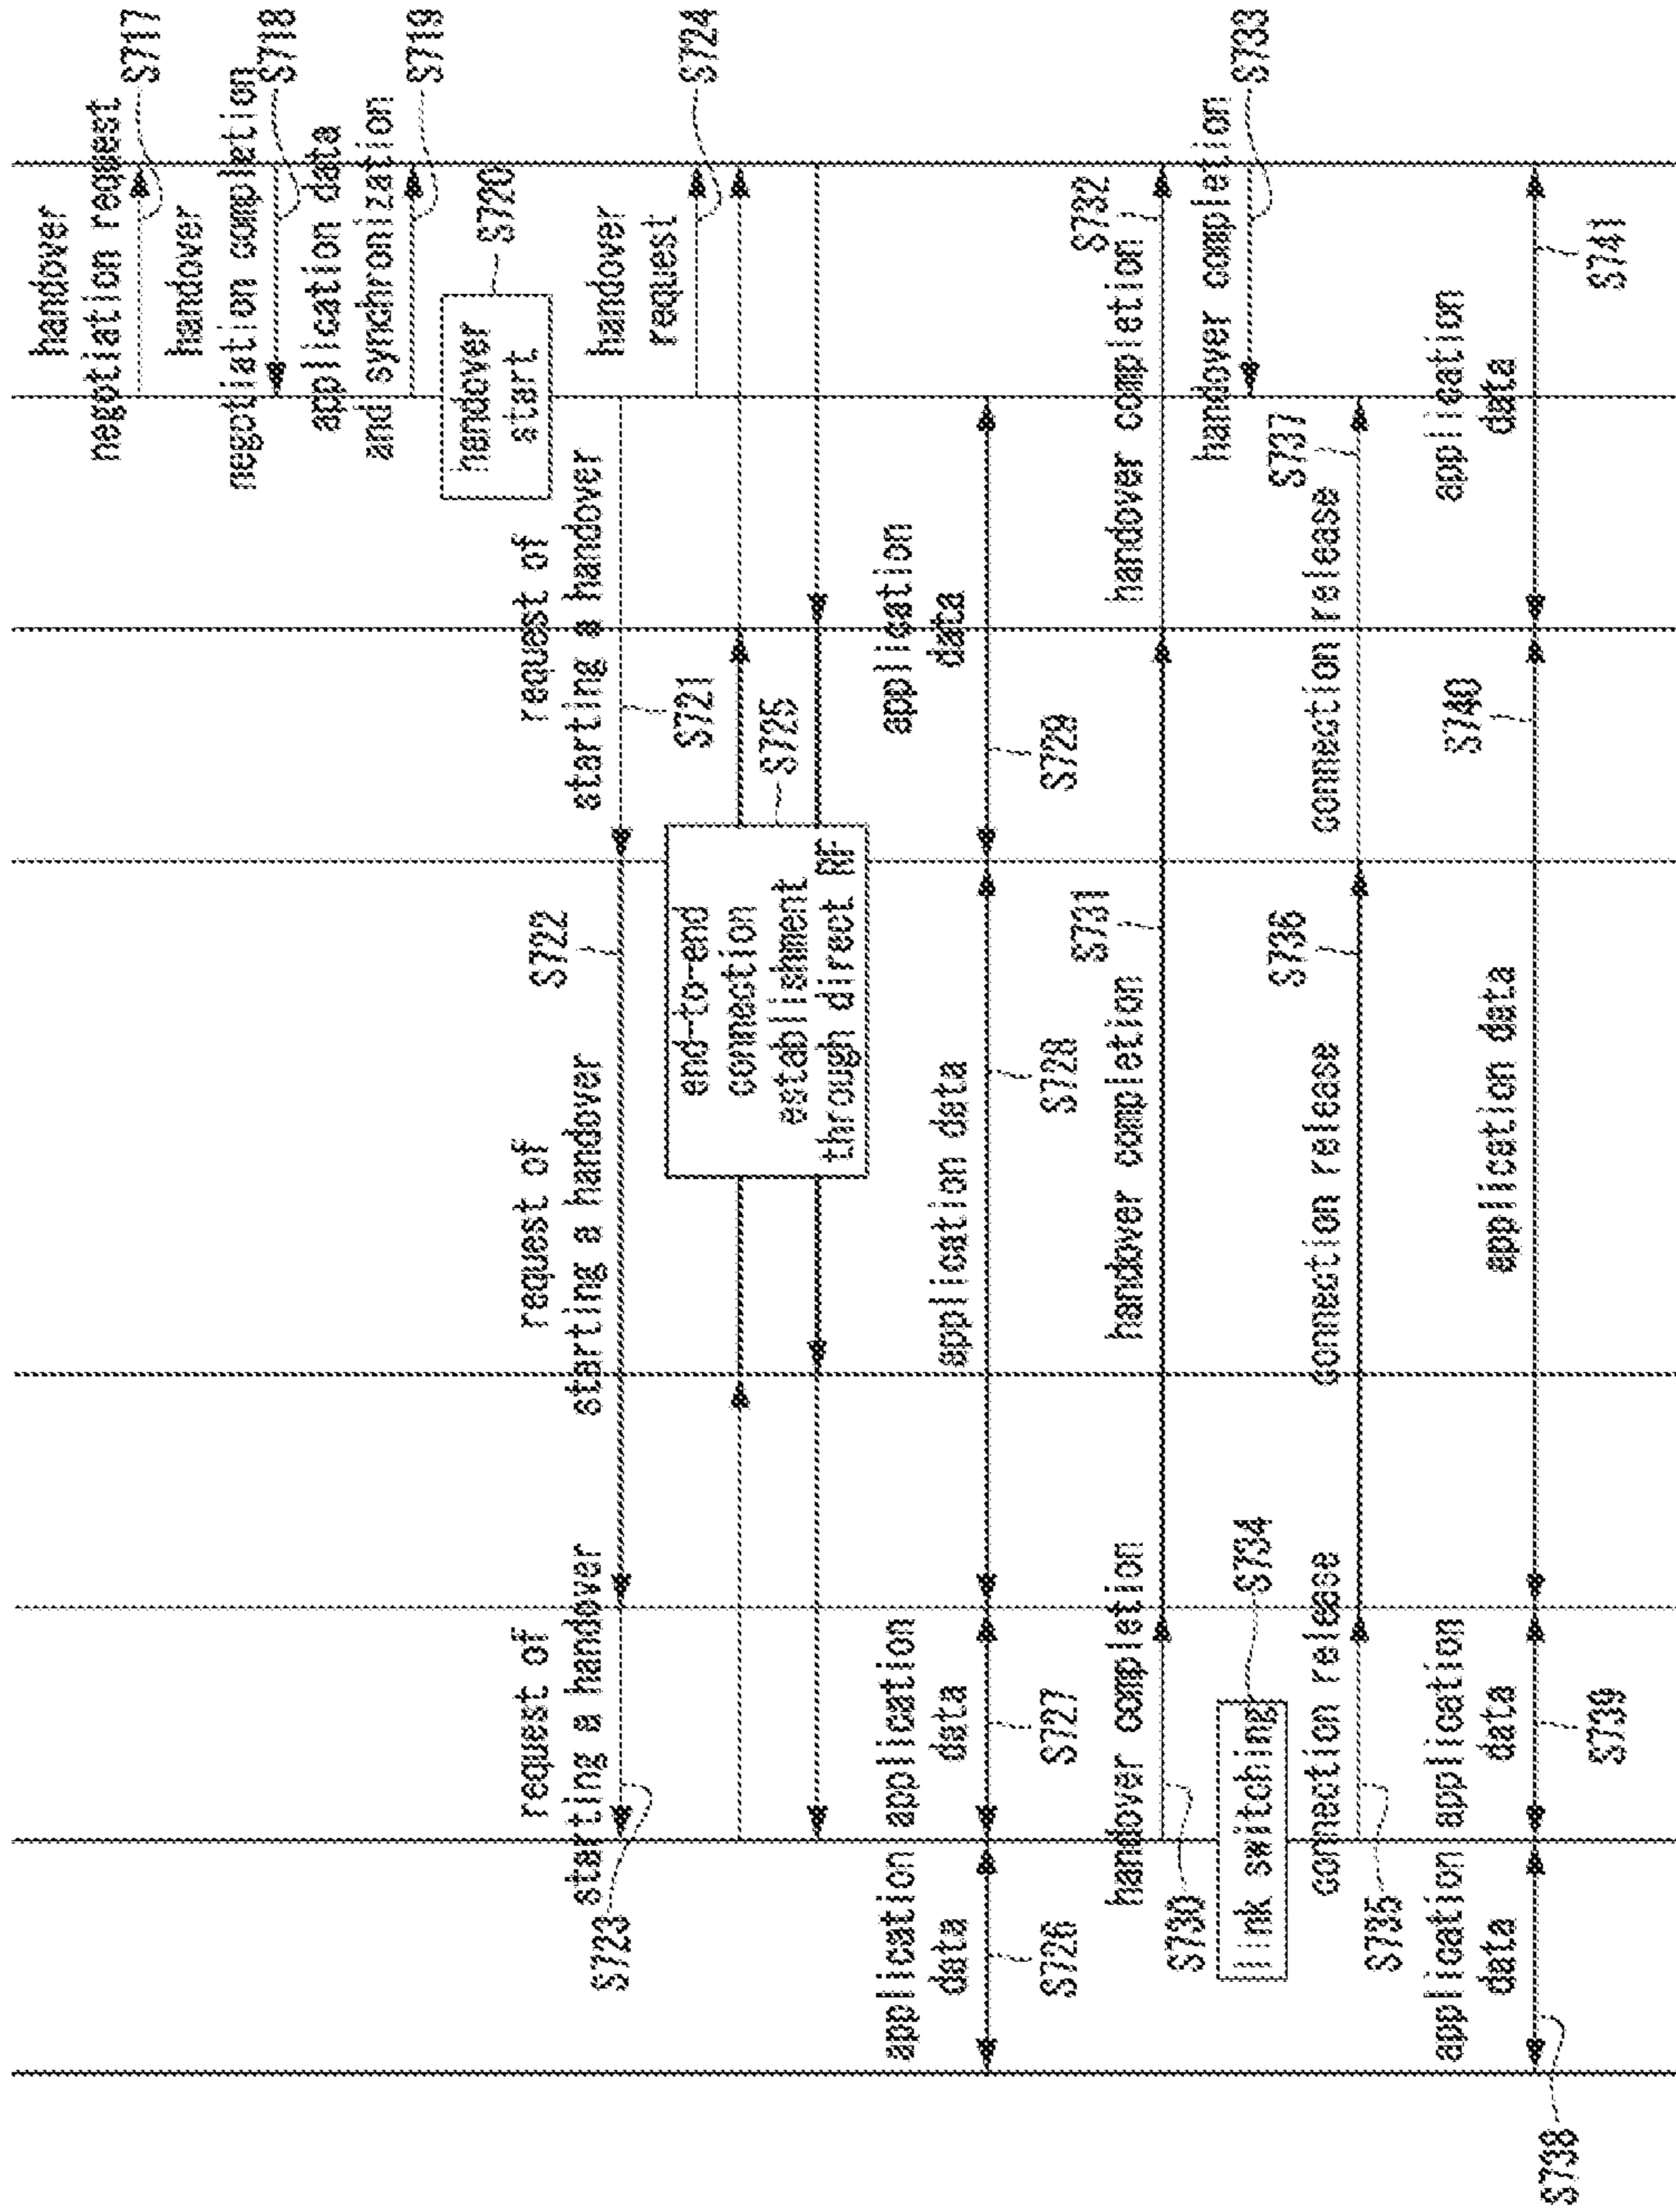 handover
negotiation request
S717
handover
negotiation completion
S718
application data
and synchronization
S719
handover
start
S720
request of
starting a handover
S721
request of
starting a handover
S722
request of
starting a handover
S723
handover
request
S724
end-to-end
connection
establishment
through direct RF
S725
application
data
S726
application
data
S727
application data
S728
application
data
S729
handover completion
S730
handover completion
S731
handover completion
S732
handover completion
S733
link switching
S734
connection release
S735
connection release
S736
connection release
S737
application
data
S738
application
data
S739
application data
S740
application
data
S741